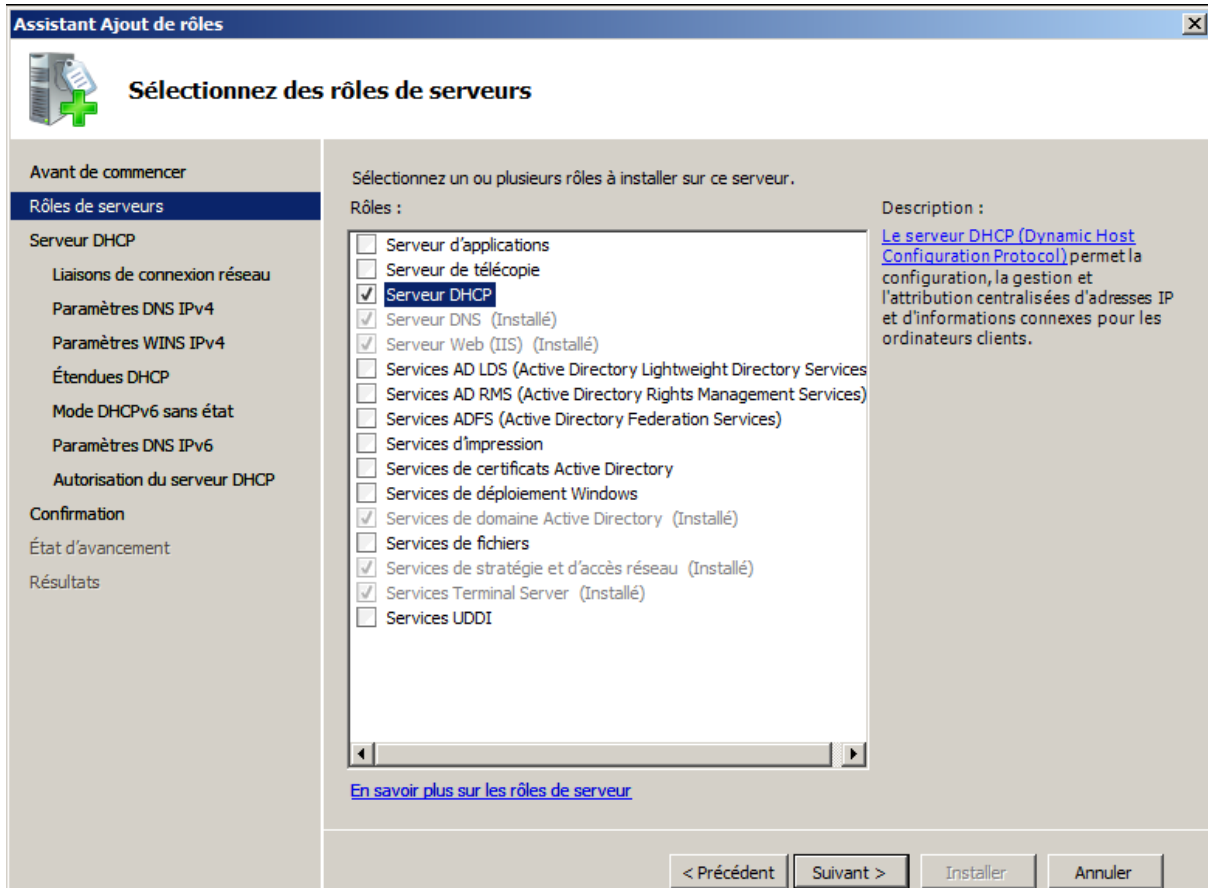 Assistant Ajout de rôles
Sélectionnez des rôles de serveurs
Avant de commencer
Rôles de serveurs
Serveur DHCP
Liaisons de connexion réseau
Paramètres DNS IPv4
Paramètres WINS IPv4
Étendues DHCP
Mode DHCPv6 sans état
Paramètres DNS IPv6
Autorisation du serveur DHCP
Confirmation
État d'avancement
Résultats
Sélectionnez un ou plusieurs rôles à installer sur ce serveur.
Rôles :
Serveur d'applications
Serveur de télécopie
Serveur DHCP
Serveur DNS (Installé)
Serveur Web (IIS) (Installé)
Services AD LDS (Active Directory Lightweight Directory Services
Services AD RMS (Active Directory Rights Management Services)
Services ADFS (Active Directory Federation Services)
Services d'impression
Services de certificats Active Directory
Services de déploiement Windows
Services de domaine Active Directory (Installé)
Services de fichiers
Services de stratégie et d'accès réseau (Installé)
Services Terminal Server (Installé)
Services UDDI
En savoir plus sur les rôles de serveur
Description :
Le serveur DHCP (Dynamic Host
Configuration Protocol) permet la
configuration, la gestion et
l'attribution centralisées d'adresses IP
et d'informations connexes pour les
ordinateurs clients.
< Précédent
Suivant >
Installer
Annuler